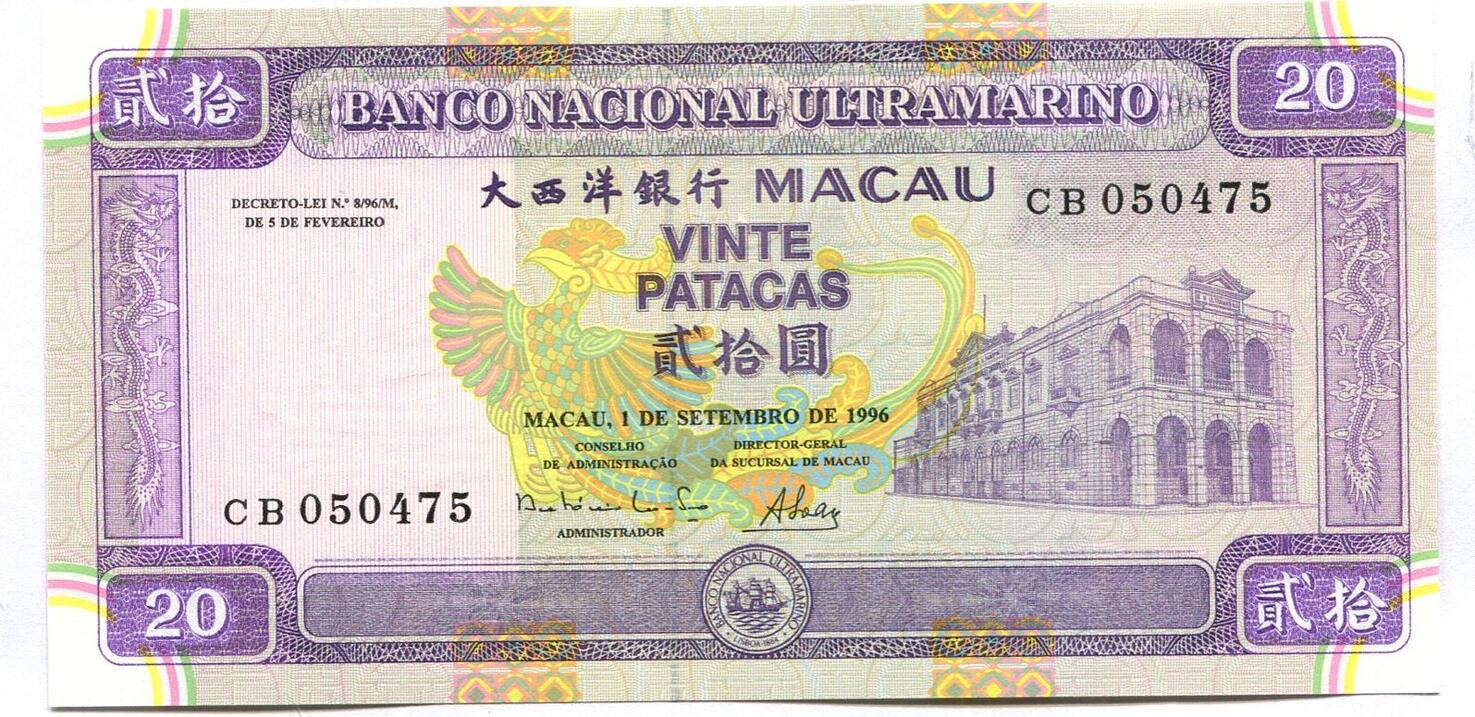 貳拾
BANCO NACIONAL ULTRAMARINO
20
DECRETO-LEI N.º 8/96/M,
DE 5 DE FEVEREIRO
大西洋銀行 MACAU
CB 050475
VINTE
PATACAS
貳拾圓
MACAU, 1 DE SETEMBRO DE 1996
CONSELHO
DE ADMINISTRAÇÃO
DIRECTOR-GERAL
DA SUCURSAL DE MACAU
CB 050475
ADMINISTRADOR
20
BANCO NACIONAL ULTRAMARINO
貳拾